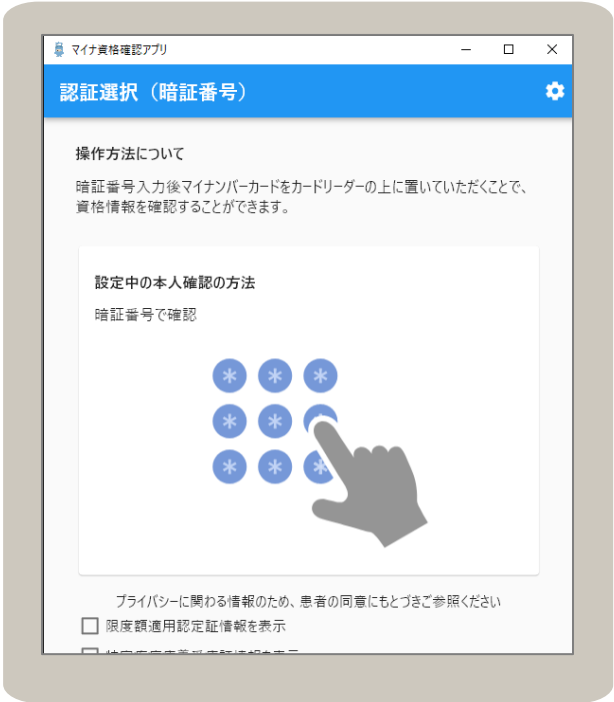 マイナ資格確認アプリ
認証選択（暗証番号）
操作方法について
暗証番号入力後マイナンバーカードをカードリーダーの上に置いていただくことで、
資格情報を確認することができます。
設定中の本人確認の方法
暗証番号で確認
プライバシーに関わる情報のため、患者の同意にもとづきご参照ください
限度額適用認定証情報を表示